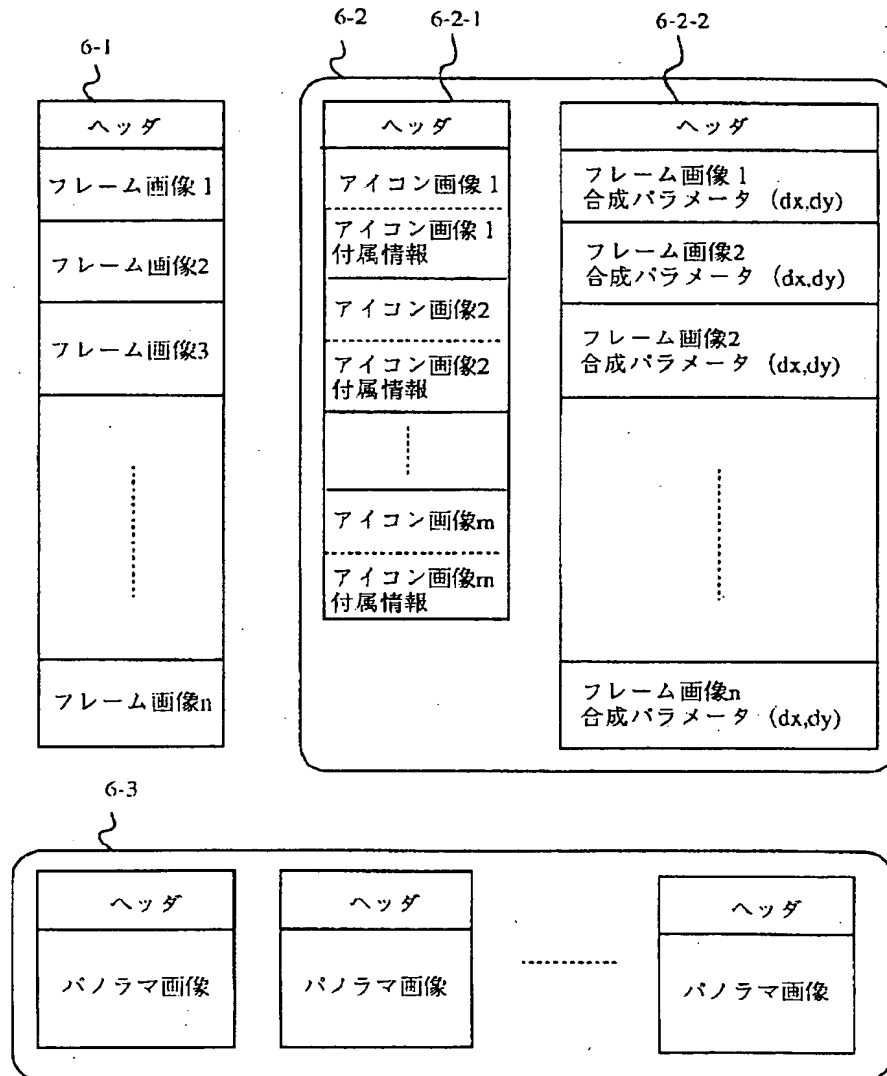 6-1
ヘッダ
フレーム画像1
フレーム画像2
フレーム画像3
フレーム画像n
6-2
6-2-1
ヘッダ
アイコン画像1
アイコン画像1
付属情報
アイコン画像2
アイコン画像2
付属情報
アイコン画像m
アイコン画像m
付属情報
6-2-2
ヘッダ
フレーム画像1
合成パラメータ (dx,dy)
フレーム画像2
合成パラメータ (dx,dy)
フレーム画像2
合成パラメータ (dx,dy)
フレーム画像n
合成パラメータ (dx,dy)
6-3
ヘッダ
パノラマ画像
ヘッダ
パノラマ画像
ヘッダ
パノラマ画像